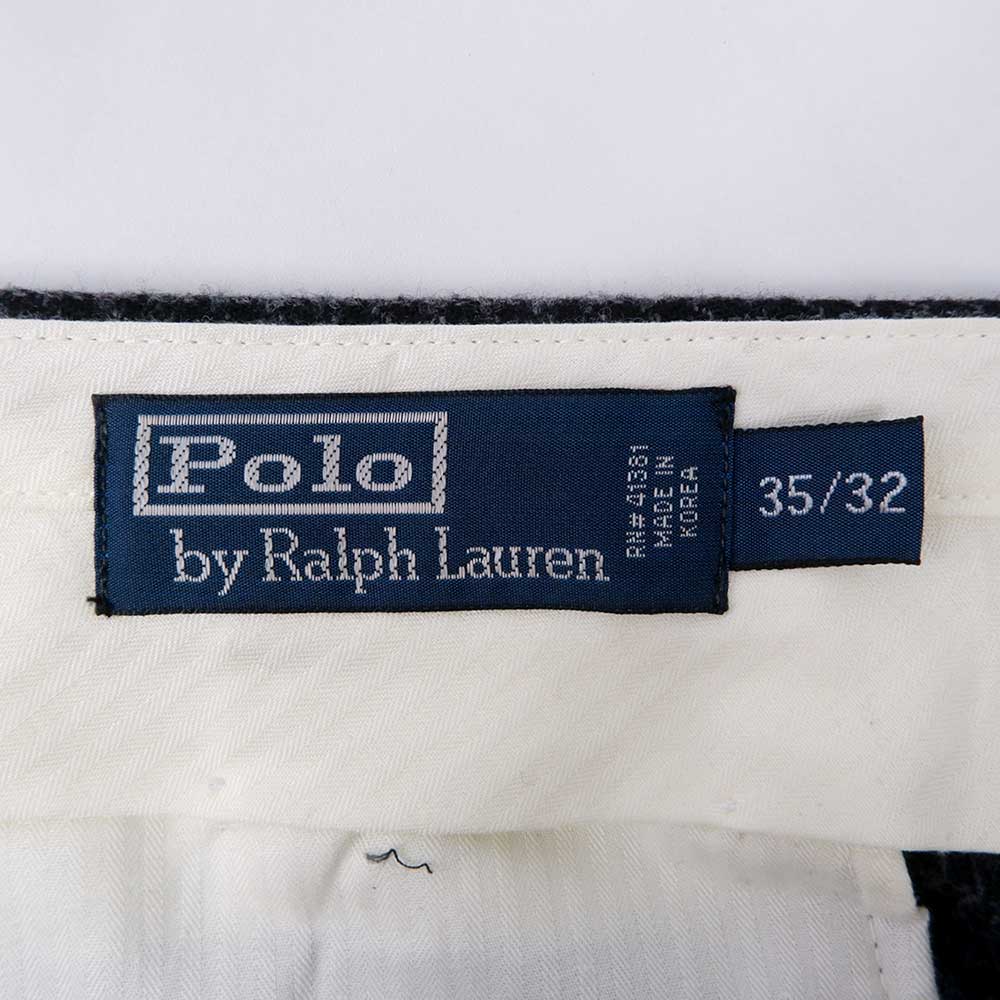 Polo
by Ralph Lauren
RN# 41381
MADE IN
KOREA
35/32